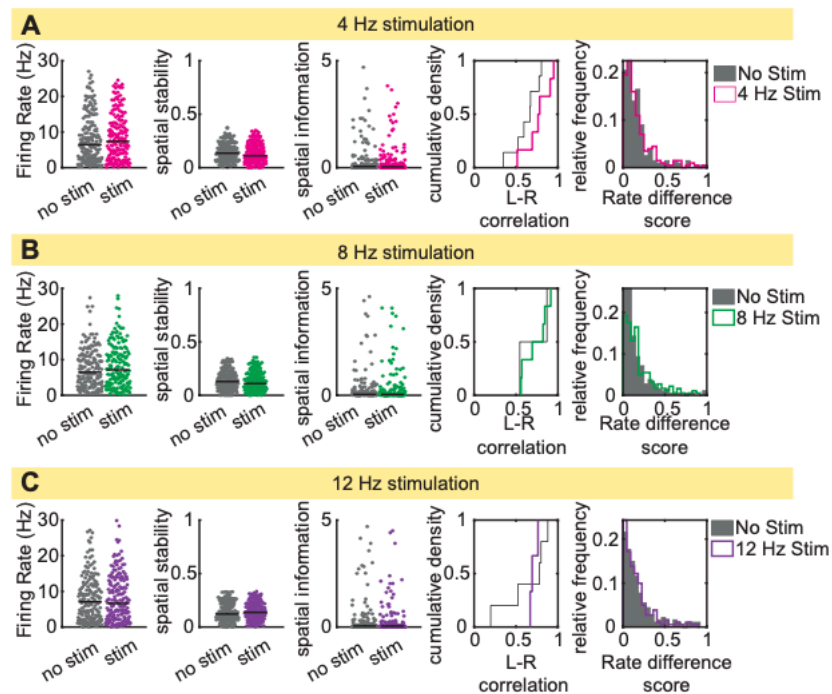 A
4 Hz stimulation
Firing Rate (Hz)
30
20
10
0
no stim
stim
spatial stability
1
0.5
0
no stim
stim
spatial information
5
0
no stim
stim
cumulative density
1
0.5
0
0
0.5
1
L-R
correlation
relative frequency
0.2
0.1
0
0
0.5
1
Rate difference
score
No Stim
4 Hz Stim
B
8 Hz stimulation
Firing Rate (Hz)
30
20
10
0
no stim
stim
spatial stability
1
0.5
0
no stim
stim
spatial information
5
0
no stim
stim
cumulative density
1
0.5
0
0
0.5
1
L-R
correlation
relative frequency
0.2
0.1
0
0
0.5
1
Rate difference
score
No Stim
8 Hz Stim
C
12 Hz stimulation
Firing Rate (Hz)
30
20
10
0
no stim
stim
spatial stability
1
0.5
0
no stim
stim
spatial information
5
0
no stim
stim
cumulative density
1
0.5
0
0
0.5
1
L-R
correlation
relative frequency
0.2
0.1
0
0
0.5
1
Rate difference
score
No Stim
12 Hz Stim